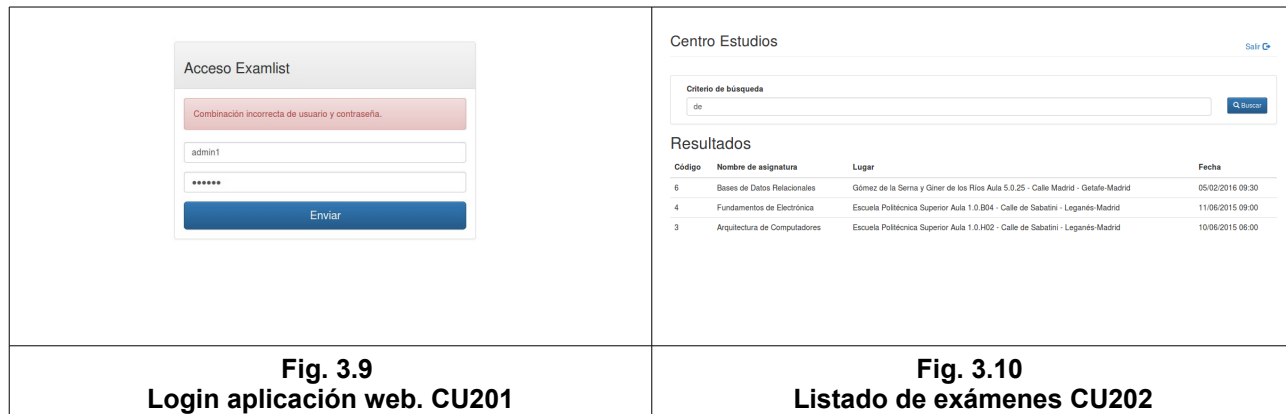 Acceso Examlist
Combinación incorrecta de usuario y contraseña.
admin1
••••••
Enviar
Fig. 3.9
Login aplicación web. CU201
Centro Estudios
Salir
Criterio de búsqueda
de
Buscar
Resultados
Código Nombre de asignatura Lugar Fecha
6 Bases de Datos Relacionales Gómez de la Serna y Giner de los Ríos Aula 5.0.25 - Calle Madrid - Getafe-Madrid 05/02/2016 09:30
4 Fundamentos de Electrónica Escuela Politécnica Superior Aula 1.0.B04 - Calle de Sabatini - Leganés-Madrid 11/06/2015 09:00
3 Arquitectura de Computadores Escuela Politécnica Superior Aula 1.0.H02 - Calle de Sabatini - Leganés-Madrid 10/06/2015 06:00
Fig. 3.10
Listado de exámenes CU202